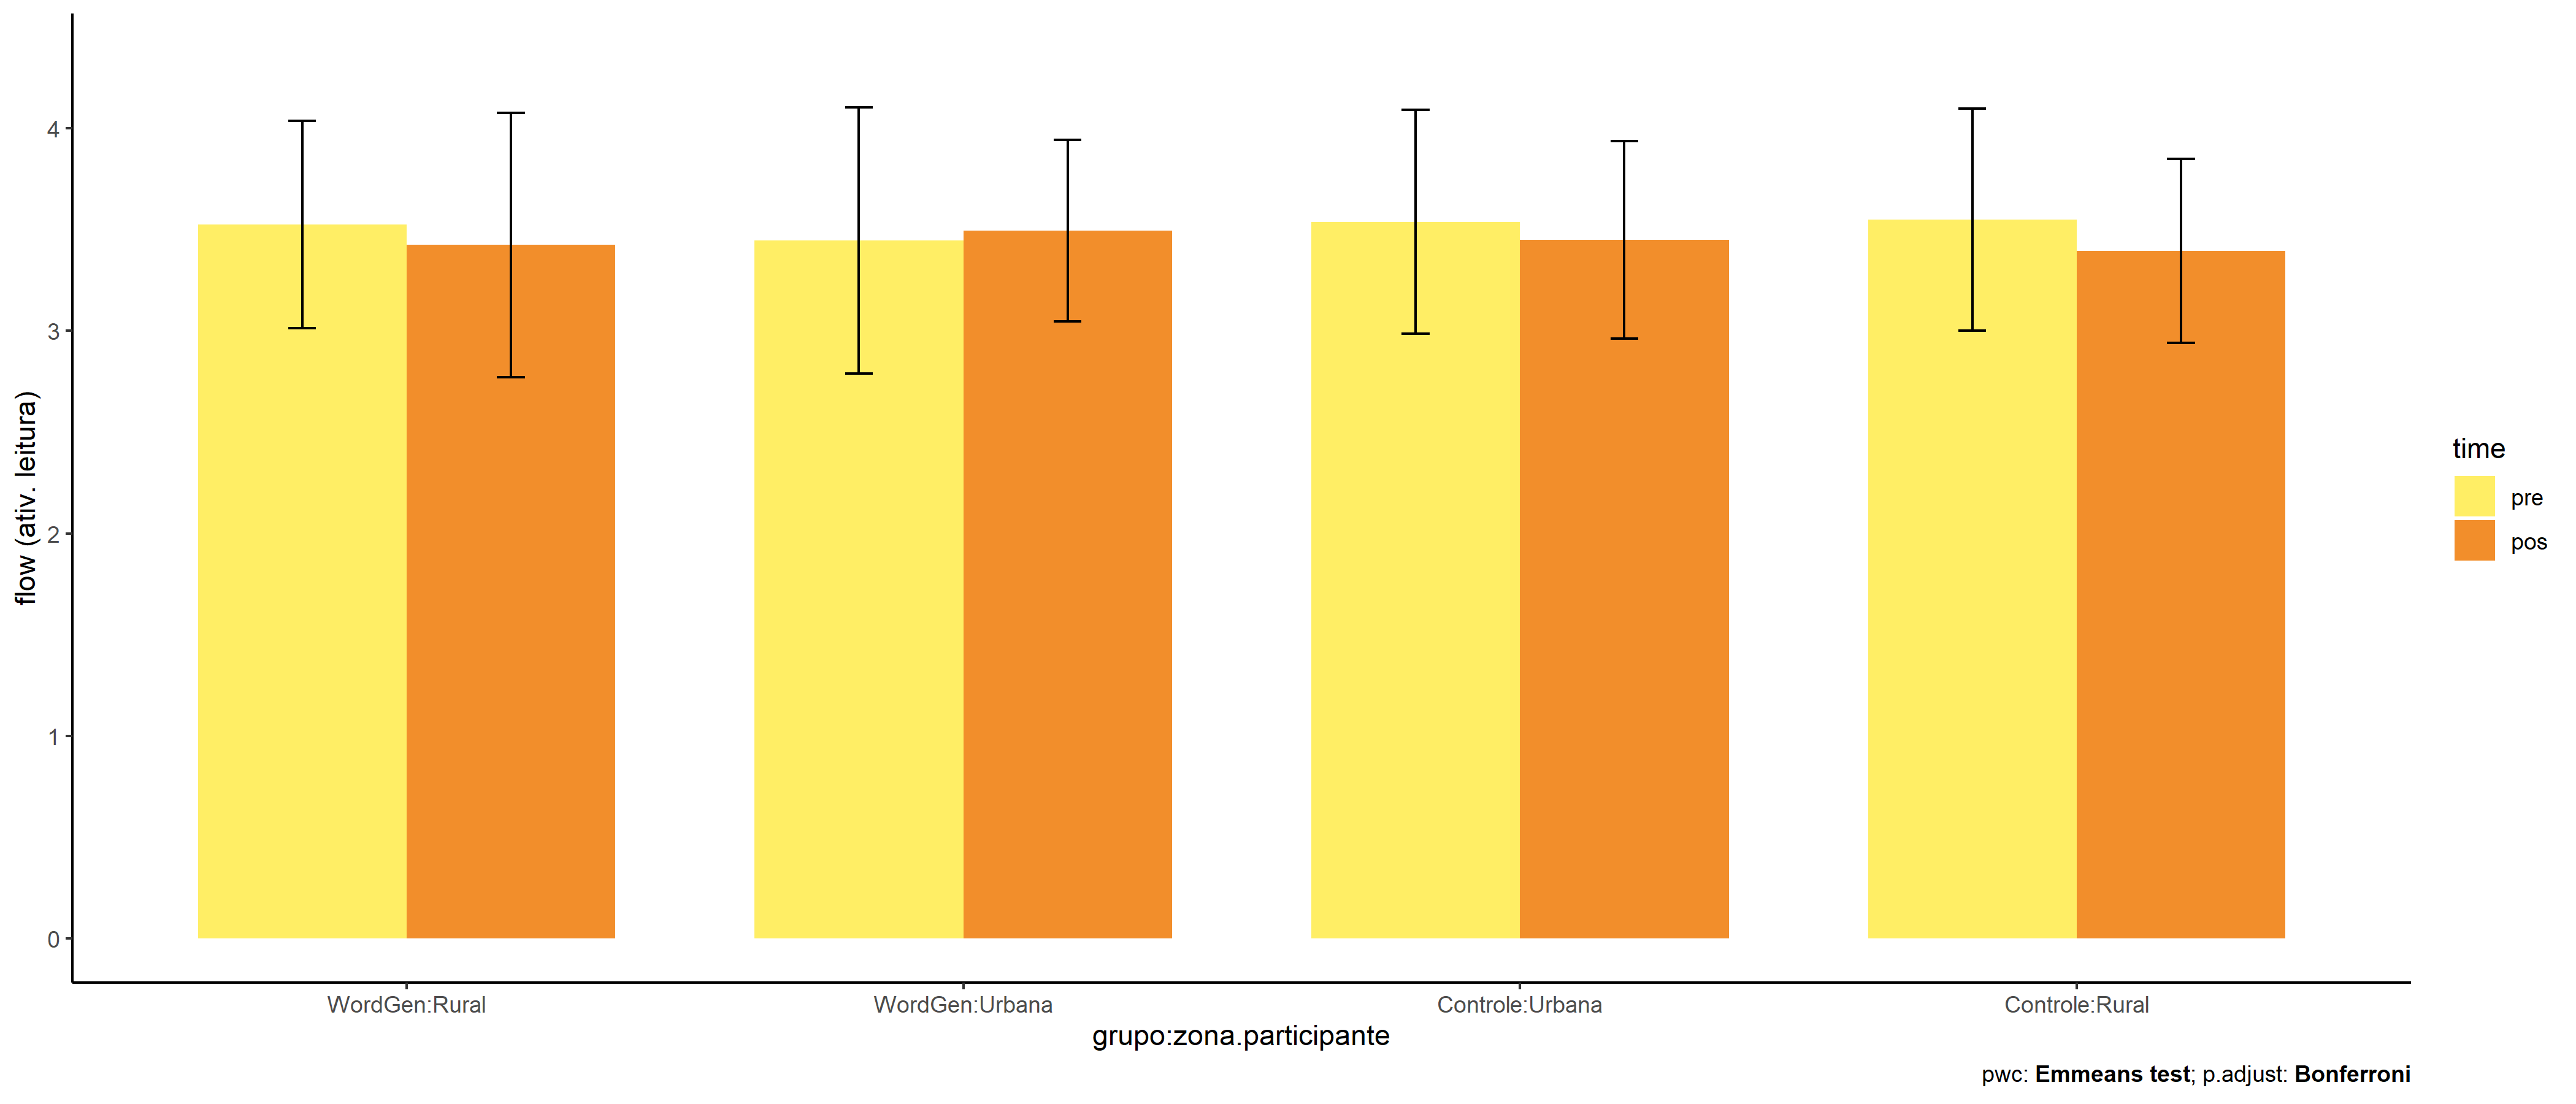 flow (ativ. leitura)
4
3
2
1
0
WordGen:Rural
WordGen:Urbana
Controle:Urbana
Controle:Rural
grupo:zona.participante
time
pre
pos
pwc: Emmeans test; p.adjust: Bonferroni